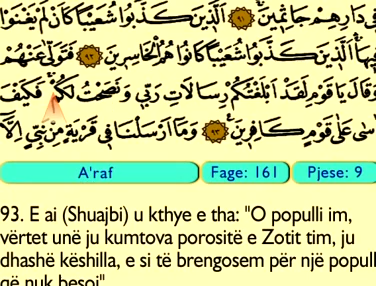 فِي دَارِهِمْ جَاثِمِينَ ۝٩١ الَّذِينَ كَذَّبُوا شُعَيْبًا كَأَنْ لَمْ يَغْنَوْا
فِيهَا الَّذِينَ كَذَّبُوا شُعَيْبًا كَانُوا هُمُ الْخَاسِرِينَ ۝٩٢ فَتَوَلَّى عَنْهُمْ
وَقَالَ يَا قَوْمِ لَقَدْ أَبْلَغْتُكُمْ رِسَالَاتِ رَبِّي وَنَصَحْتُ لَكُمْ فَكَيْفَ
اٰسٰى عَلَى قَوْمٍ كَافِرِينَ ۝٩٣ وَمَا أَرْسَلْنَا فِي قَرْيَةٍ مِنْ نَبِيٍّ إِلَّا
A'raf Fage: 161 Pjese: 9
93. E ai (Shuajbi) u kthye e tha: "O populli im,
vërtet unë ju kumtova porositë e Zotit tim, ju
dhashë këshilla, e si të brengosem për një popull
që nuk besoi"